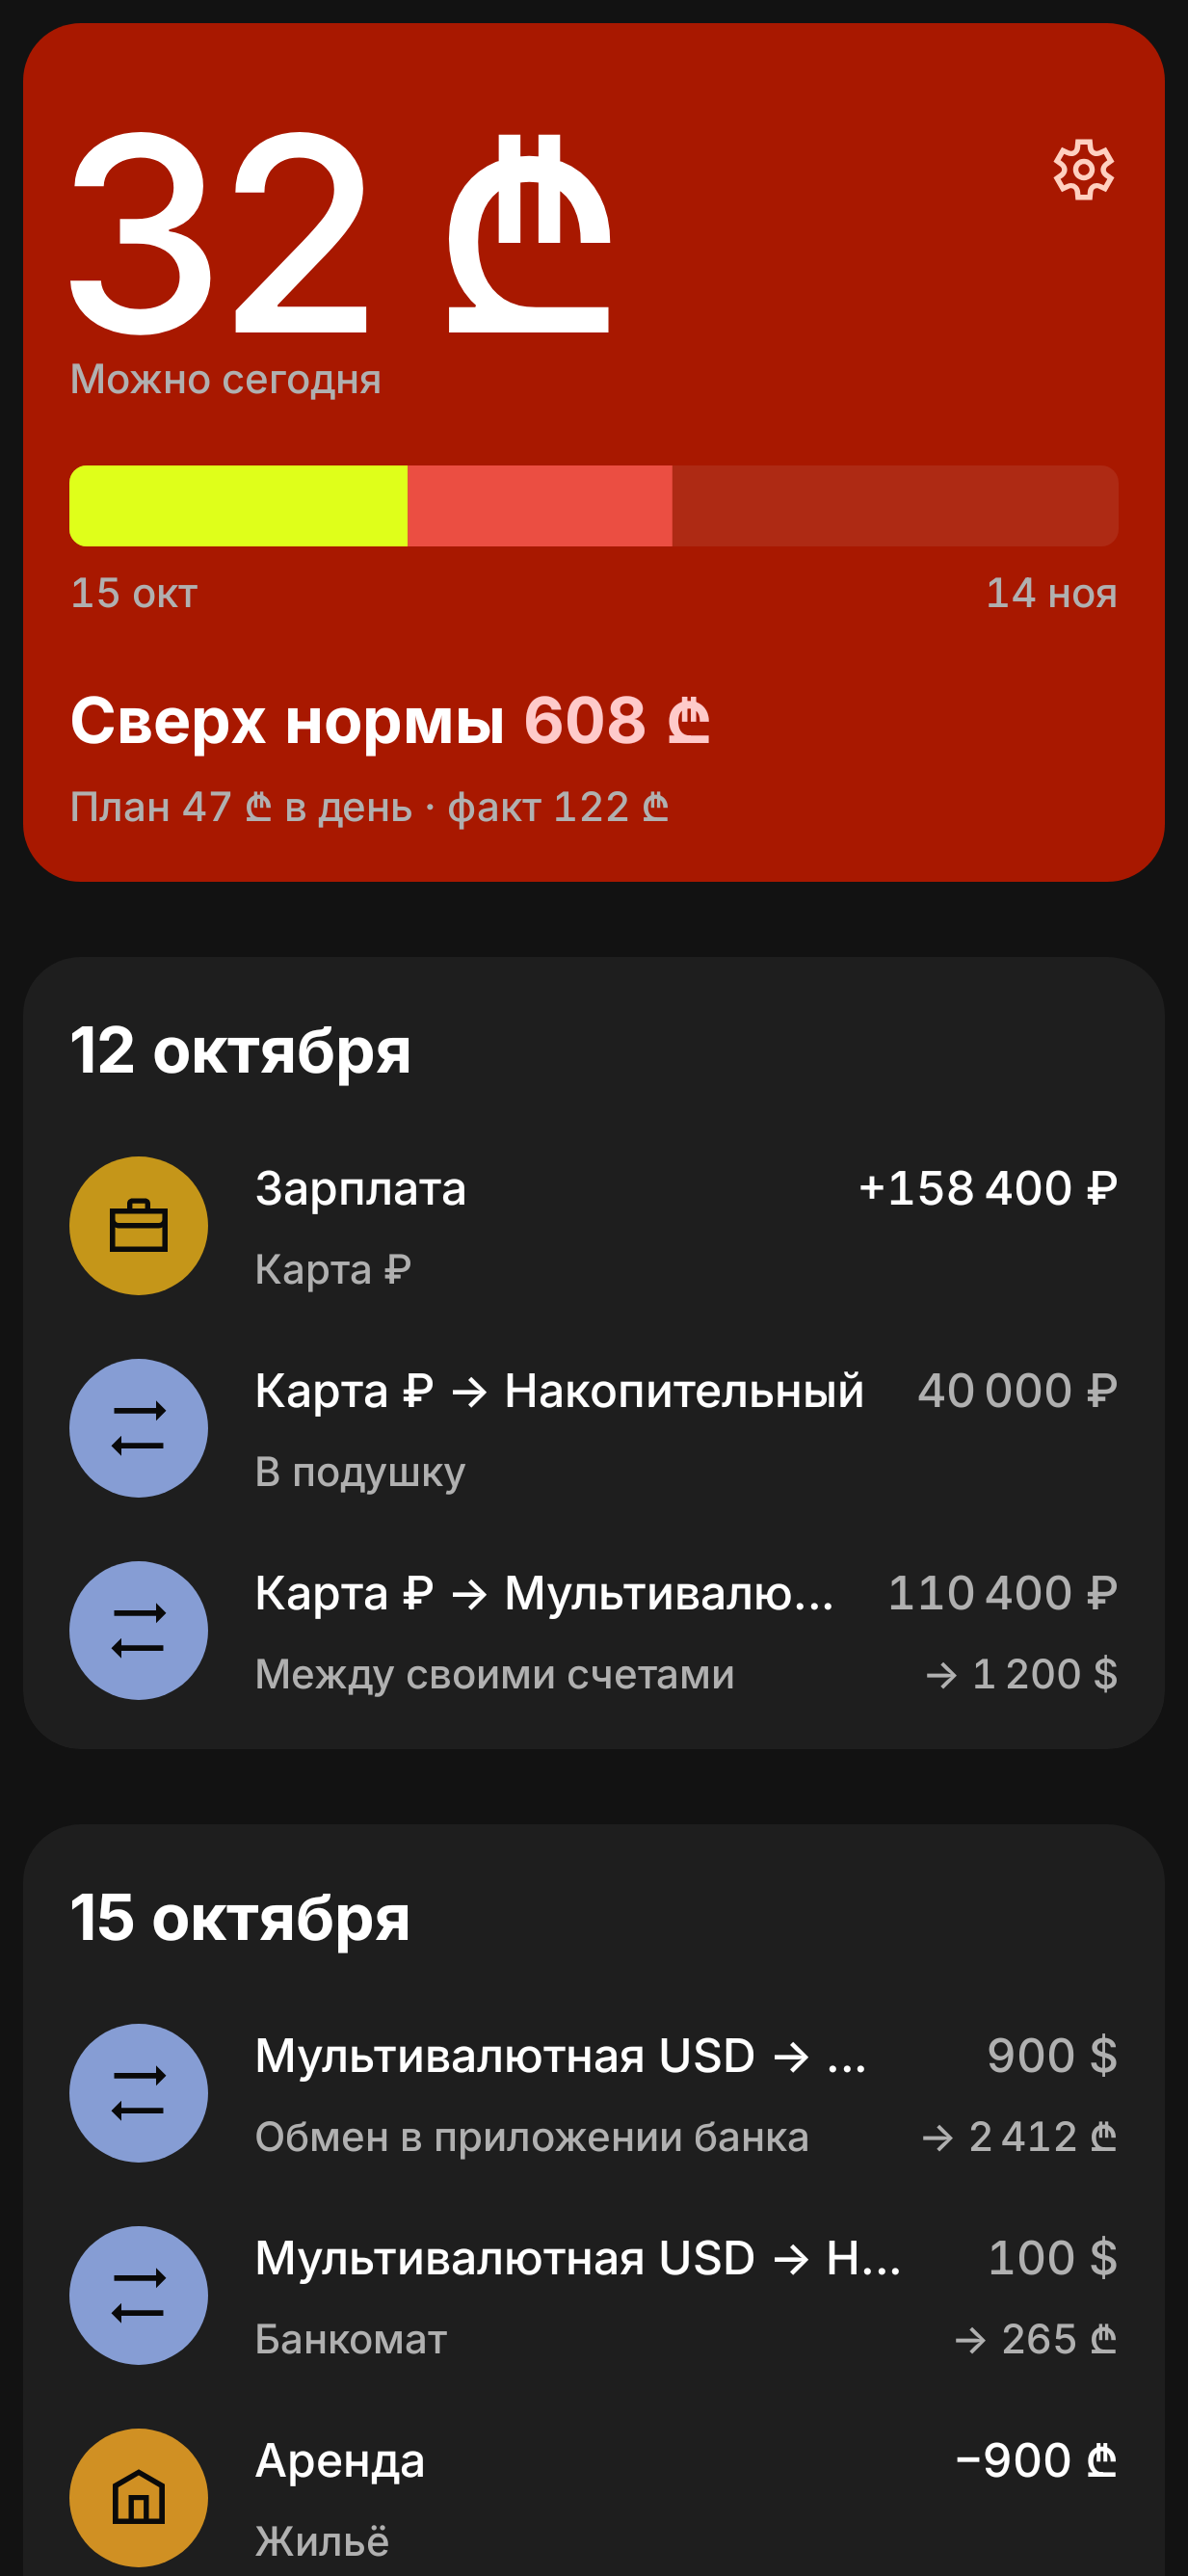 32 ₾
Можно сегодня
15 окт 14 ноя
Сверх нормы 608 ₾
План 47 ₾ в день · факт 122 ₾
12 октября
Зарплата +158 400 ₽
Карта ₽
Карта ₽ → Накопительный 40 000 ₽
В подушку
Карта ₽ → Мультивалю... 110 400 ₽
Между своими счетами → 1 200 $
15 октября
Мультивалютная USD → ... 900 $
Обмен в приложении банка → 2 412 ₾
Мультивалютная USD → Н... 100 $
Банкомат → 265 ₾
Аренда −900 ₾
Жильё